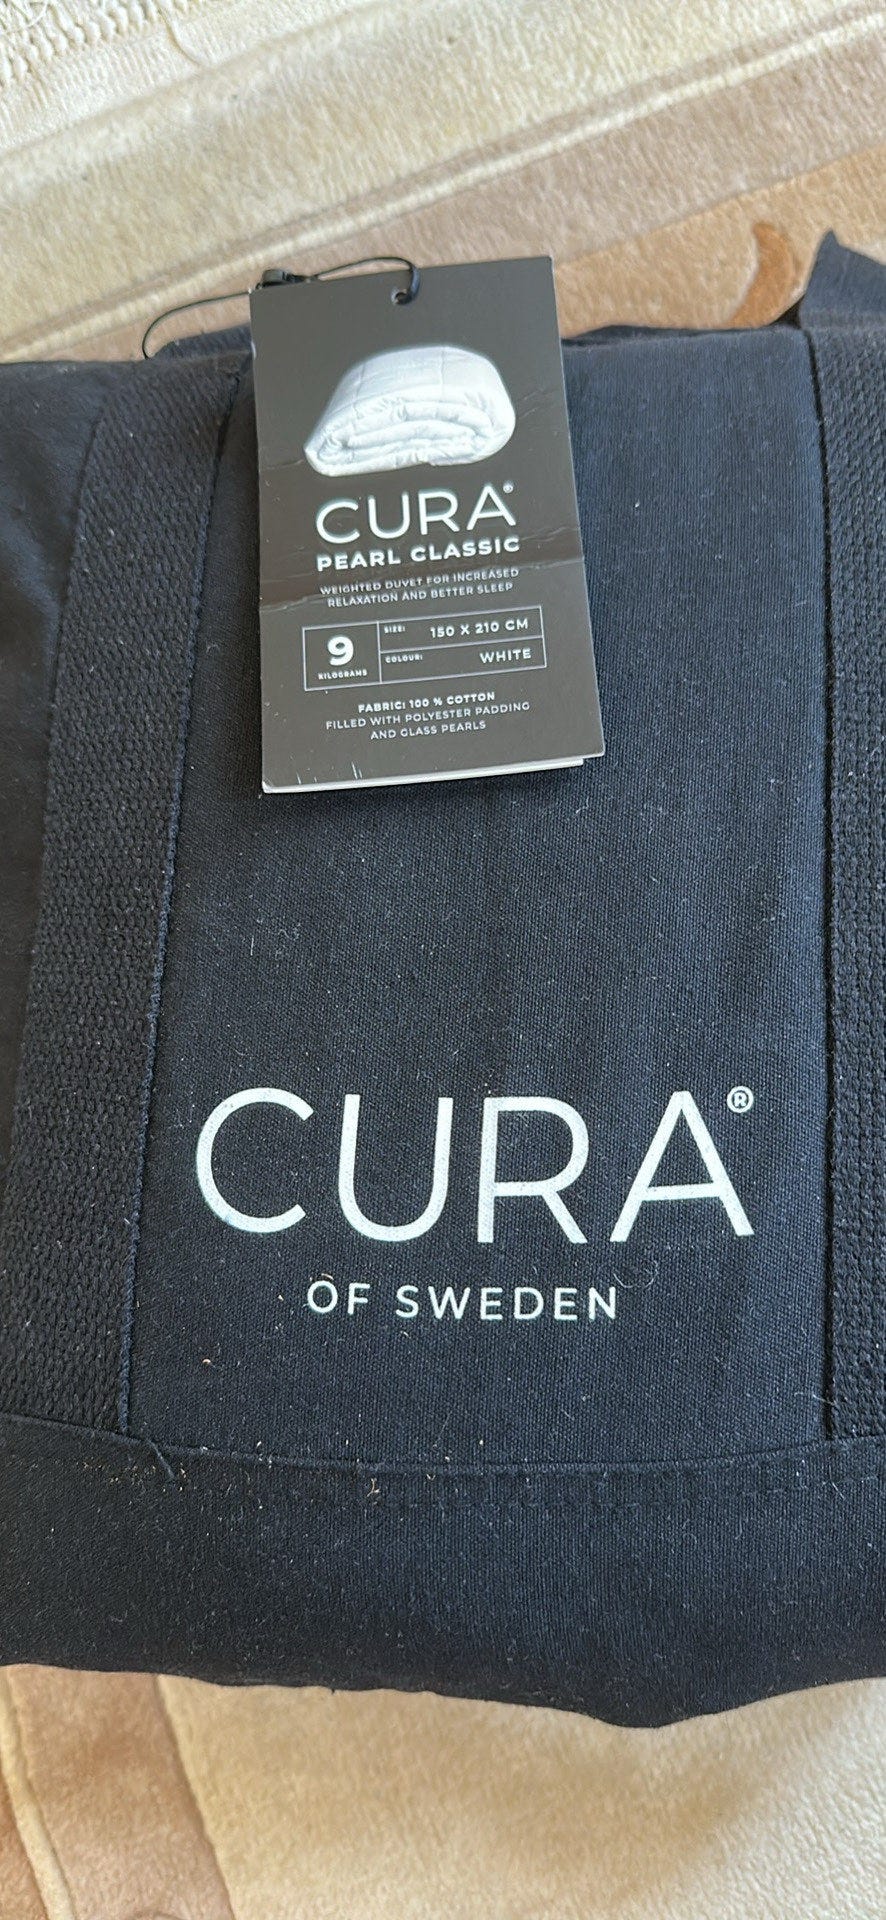 CURA®
PEARL CLASSIC
WEIGHTED DUVET FOR INCREASED
RELAXATION AND BETTER SLEEP
9
KILOGRAMS
SIZE: 150 X 210 CM
COLOUR: WHITE
FABRIC: 100 % COTTON
FILLED WITH POLYESTER PADDING
AND GLASS PEARLS
CURA®
OF SWEDEN